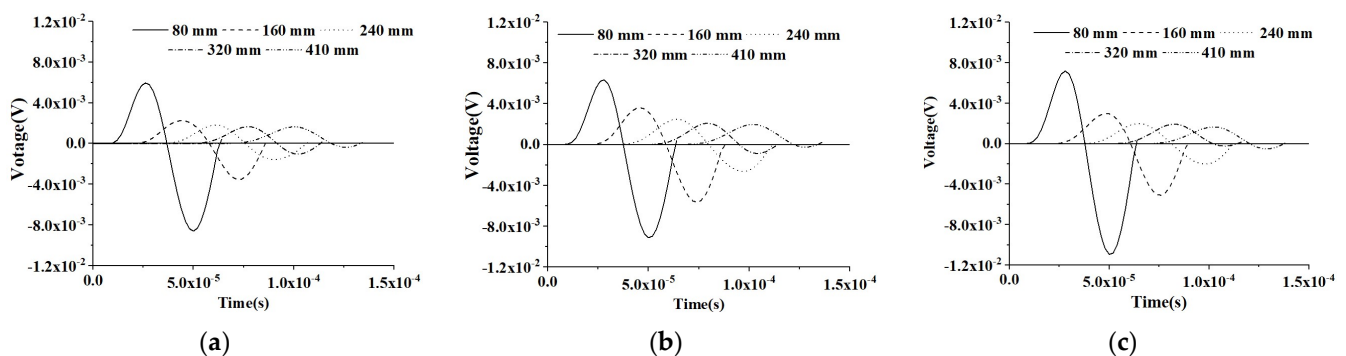 1.2x10⁻²
8.0x10⁻³
4.0x10⁻³
0.0
-4.0x10⁻³
-8.0x10⁻³
-1.2x10⁻²
Votage(V)
80 mm 160 mm 240 mm
320 mm 410 mm
0.0 5.0x10⁻⁵ 1.0x10⁻⁴ 1.5x10⁻⁴
Time(s)
(a)
1.2x10⁻²
8.0x10⁻³
4.0x10⁻³
0.0
-4.0x10⁻³
-8.0x10⁻³
-1.2x10⁻²
Voltage(V)
80 mm 160 mm 240 mm
320 mm 410 mm
0.0 5.0x10⁻⁵ 1.0x10⁻⁴ 1.5x10⁻⁴
Time(s)
(b)
1.2x10⁻²
8.0x10⁻³
4.0x10⁻³
0.0
-4.0x10⁻³
-8.0x10⁻³
-1.2x10⁻²
Voltage(V)
80 mm 160 mm 240 mm
320 mm 410 mm
0.0 5.0x10⁻⁵ 1.0x10⁻⁴ 1.5x10⁻⁴
Time(s)
(c)